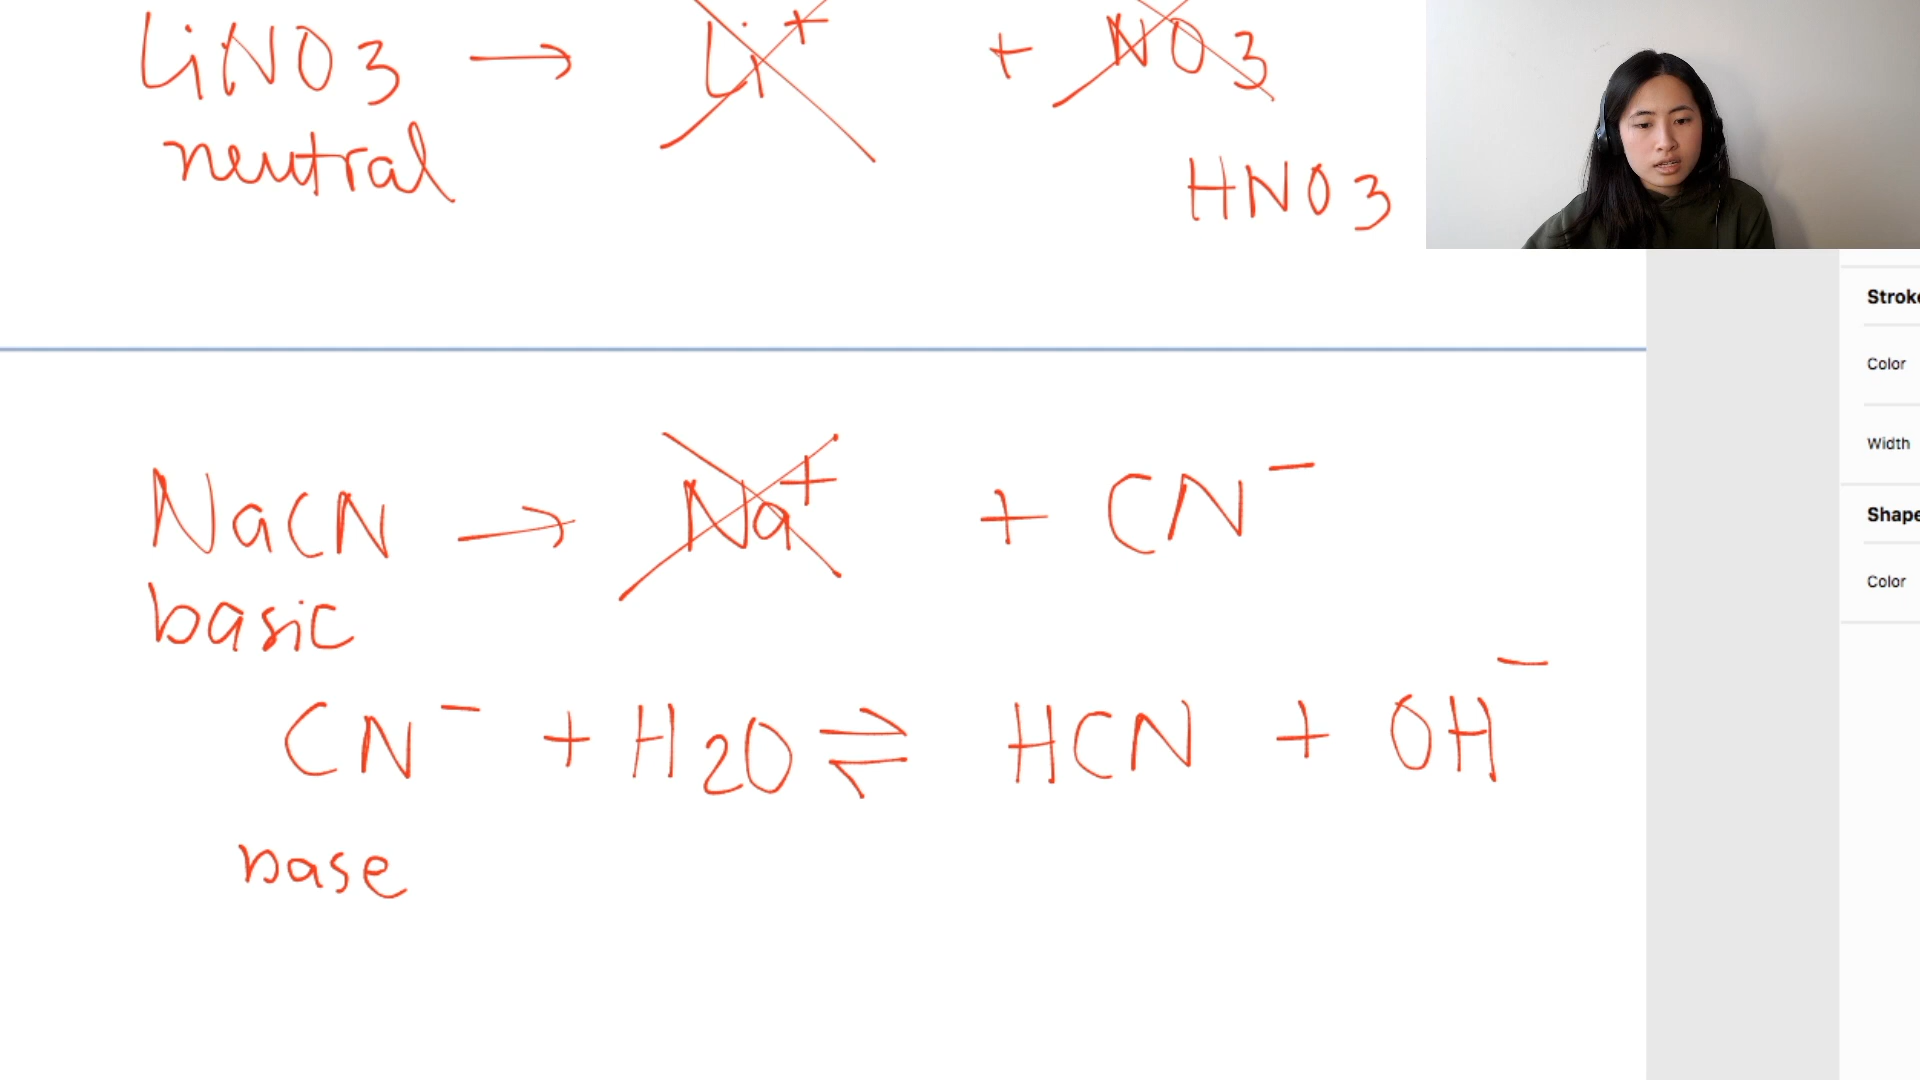 LiNO3 → Li+ + NO3
neutral
HNO3
NaCN → Na+ + CN−
basic
CN− + H2O ⇌ HCN + OH−
base
Stroke
Color
Width
Shape
Color